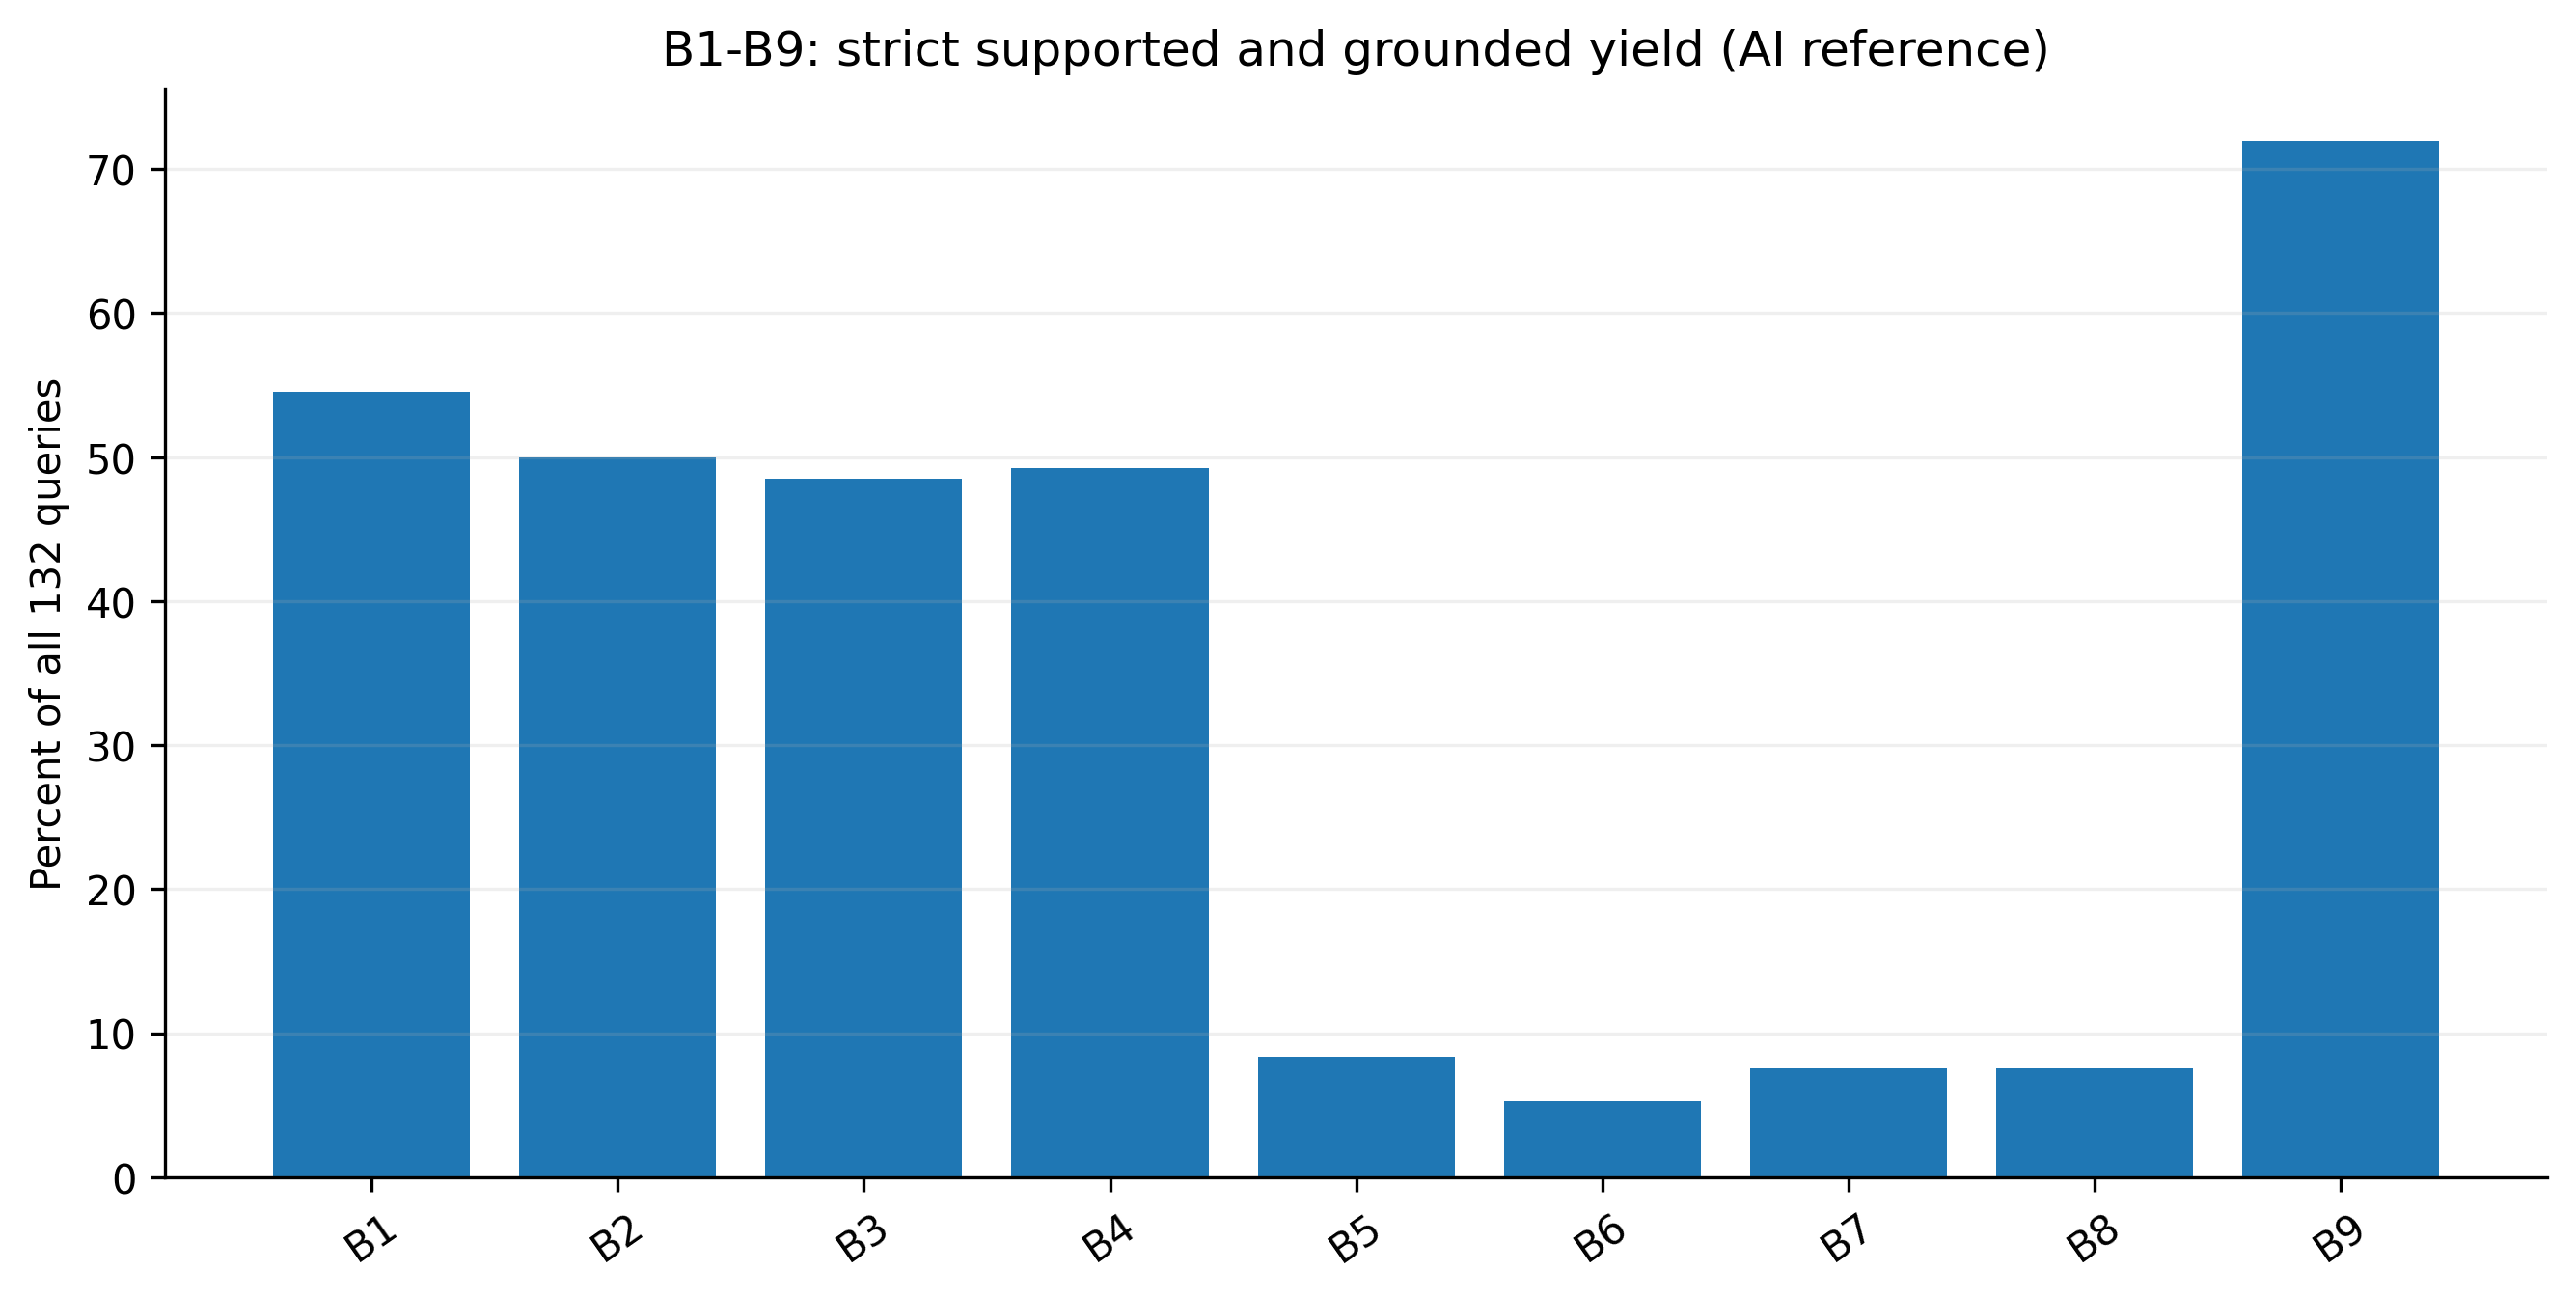 B1-B9: strict supported and grounded yield (AI reference)
Percent of all 132 queries
70
60
50
40
30
20
10
0
B1
B2
B3
B4
B5
B6
B7
B8
B9